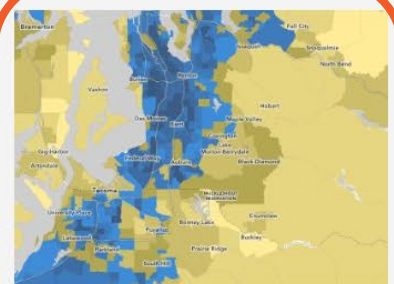 Bremerton
Fall City
Snoqualmie
North Bend
Renton
Burien
Vashon
Des Moines
Kent
Hobart
Maple Valley
Covington
Lake
Morton-Berrydale
Black Diamond
Gig Harbor
Artondale
Federal Way
Auburn
Tacoma
University Place
Lakewood
Parkland
Puyallup
Bonney Lake
Enumclaw
Buckley
Prairie Ridge
South Hill